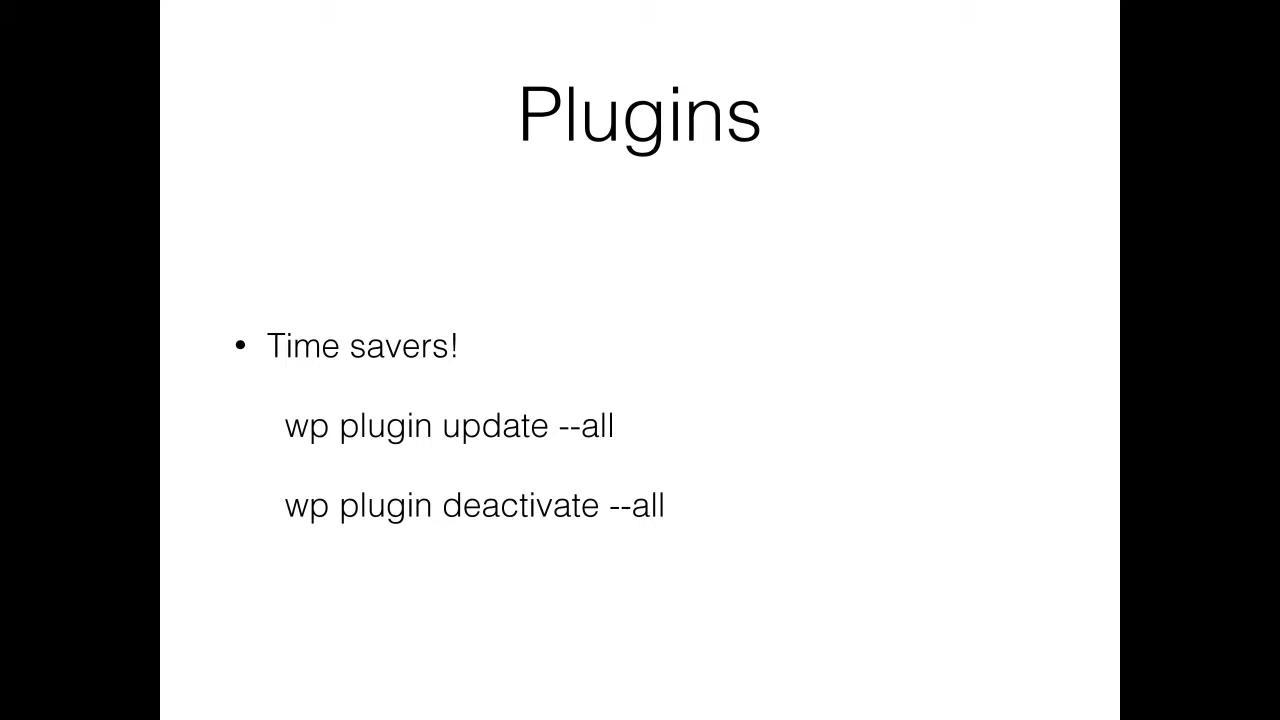 Plugins
• Time savers!
wp plugin update --all
wp plugin deactivate --all